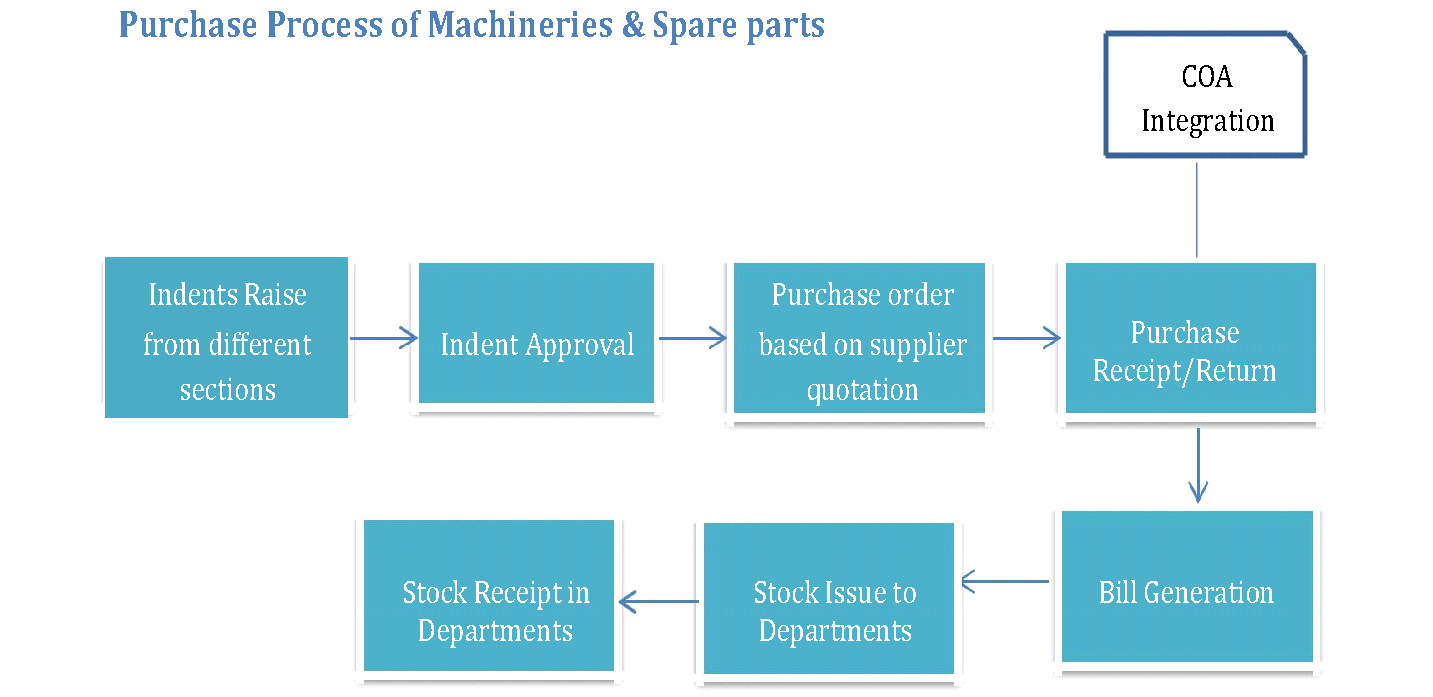 Purchase Process of Machineries & Spare parts
COA
Integration
Indents Raise
from different
sections
Indent Approval
Purchase order
based on supplier
quotation
Purchase
Receipt/Return
Stock Receipt in
Departments
Stock Issue to
Departments
Bill Generation